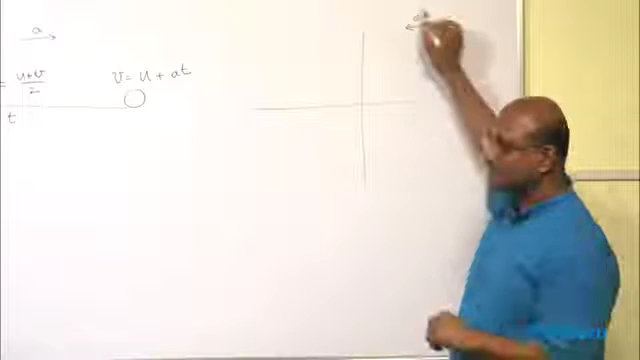 a
= u+v/2
v = u + at
t